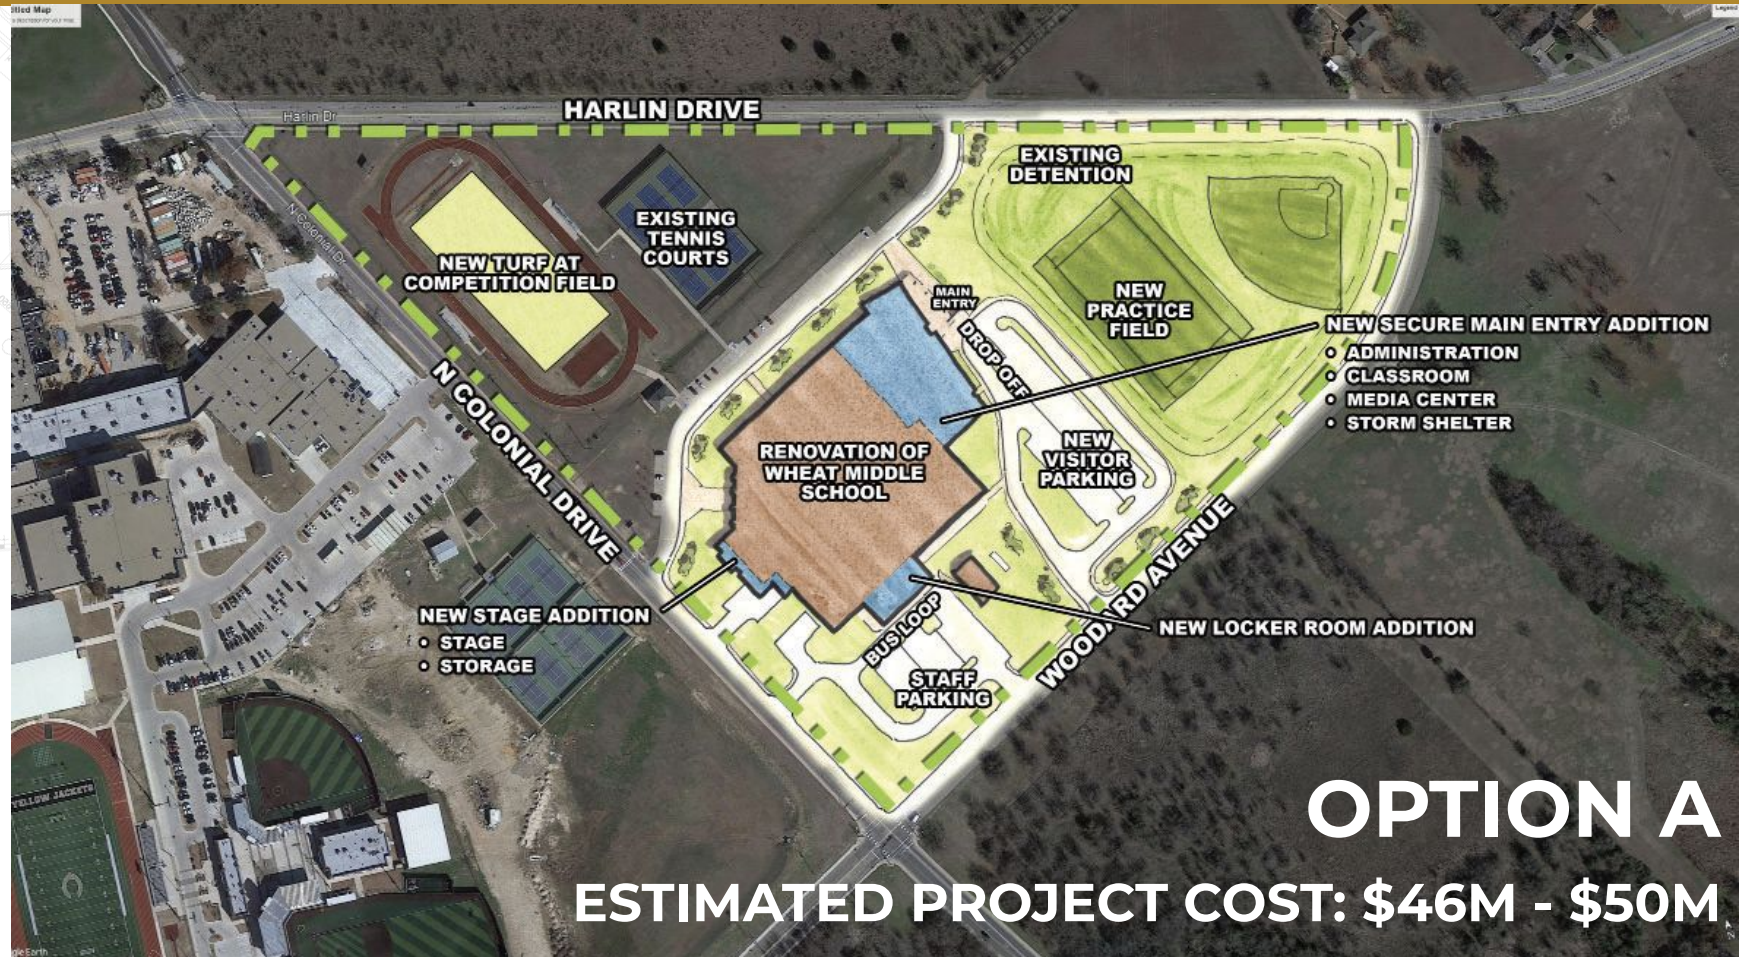 Legend
Harlin Dr
HARLIN DRIVE
EXISTING
DETENTION
N Colonial Dr
EXISTING
TENNIS
COURTS
NEW TURF AT
COMPETITION FIELD
MAIN
ENTRY
DROP OFF
NEW
PRACTICE
FIELD
NEW SECURE MAIN ENTRY ADDITION
• ADMINISTRATION
• CLASSROOM
• MEDIA CENTER
• STORM SHELTER
N COLONIAL DRIVE
RENOVATION OF
WHEAT MIDDLE
SCHOOL
NEW
VISITOR
PARKING
WOODARD AVENUE
NEW STAGE ADDITION
• STAGE
• STORAGE
BUS LOOP
NEW LOCKER ROOM ADDITION
STAFF
PARKING
YELLOW JACKETS
OPTION A
ESTIMATED PROJECT COST: $46M - $50M